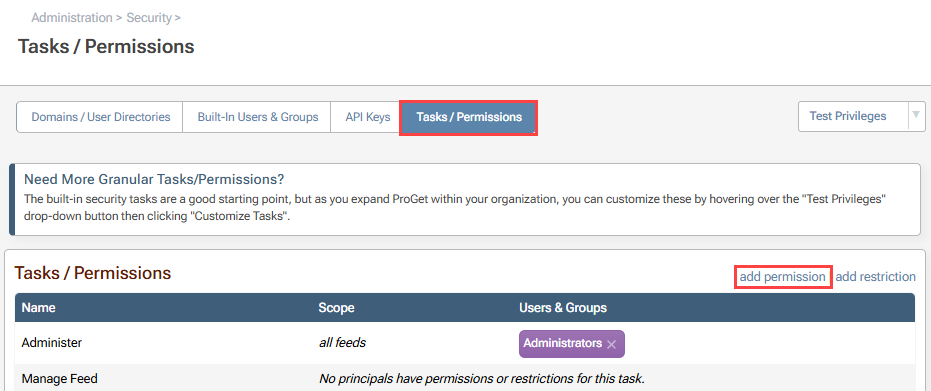 Administration > Security >
Tasks / Permissions
Domains / User Directories Built-In Users & Groups API Keys Tasks / Permissions Test Privileges
Need More Granular Tasks/Permissions?
The built-in security tasks are a good starting point, but as you expand ProGet within your organization, you can customize these by hovering over the "Test Privileges"
drop-down button then clicking "Customize Tasks".
Tasks / Permissions add permission add restriction
Name Scope Users & Groups
Administer all feeds Administrators ×
Manage Feed No principals have permissions or restrictions for this task.